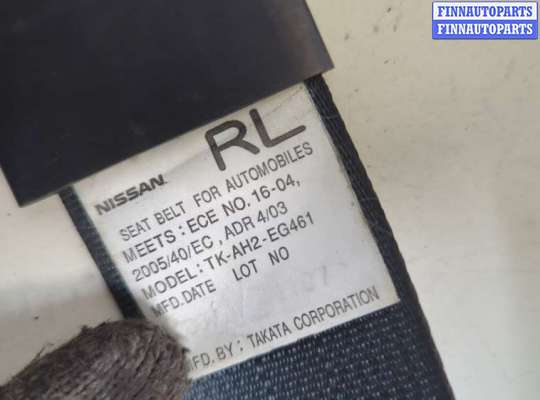 FINNAUTOPARTS
FINNAUTOPARTS
RL
NISSAN
SEAT BELT FOR AUTOMOBILES
MEETS : ECE NO. 16-04,
2005/40/EC , ADR 4/03
MODEL: TK-AH2-EG461
MFD.DATE LOT NO
MFD. BY : TAKATA CORPORATION